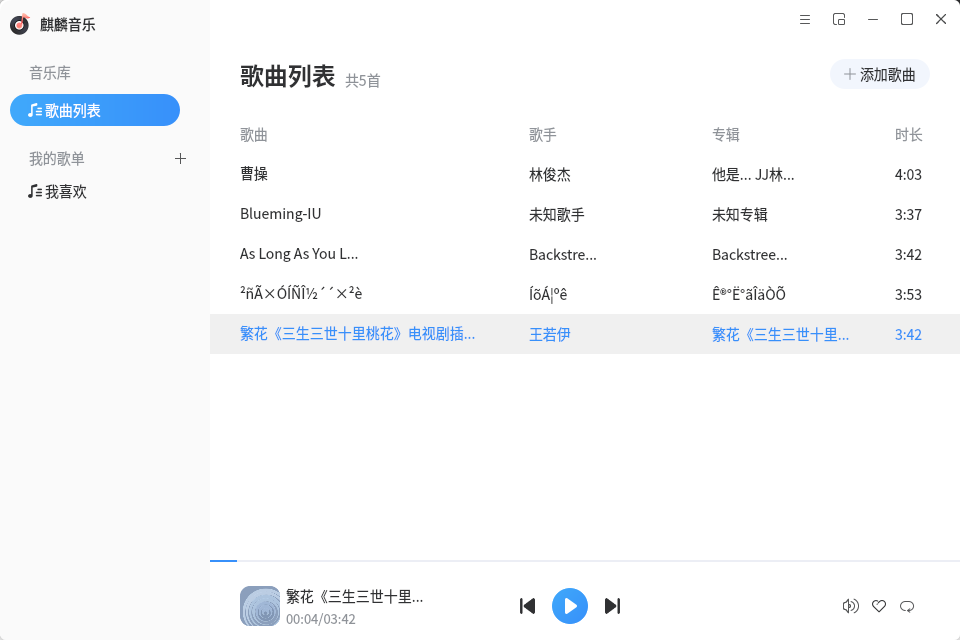 麒麟音乐
音乐库
歌曲列表
我的歌单
我喜欢
歌曲列表 共5首
添加歌曲
歌曲 歌手 专辑 时长
曹操 林俊杰 他是... JJ林... 4:03
Blueming-IU 未知歌手 未知专辑 3:37
As Long As You L... Backstre... Backstree... 3:42
²ñÃ×ÓÍÑÎ½´´×²è ÍõÁ¦ºê Ê®°Ë°ãÎäÒÕ 3:53
繁花《三生三世十里桃花》电视剧插... 王若伊 繁花《三生三世十里... 3:42
繁花《三生三世十里...
00:04/03:42